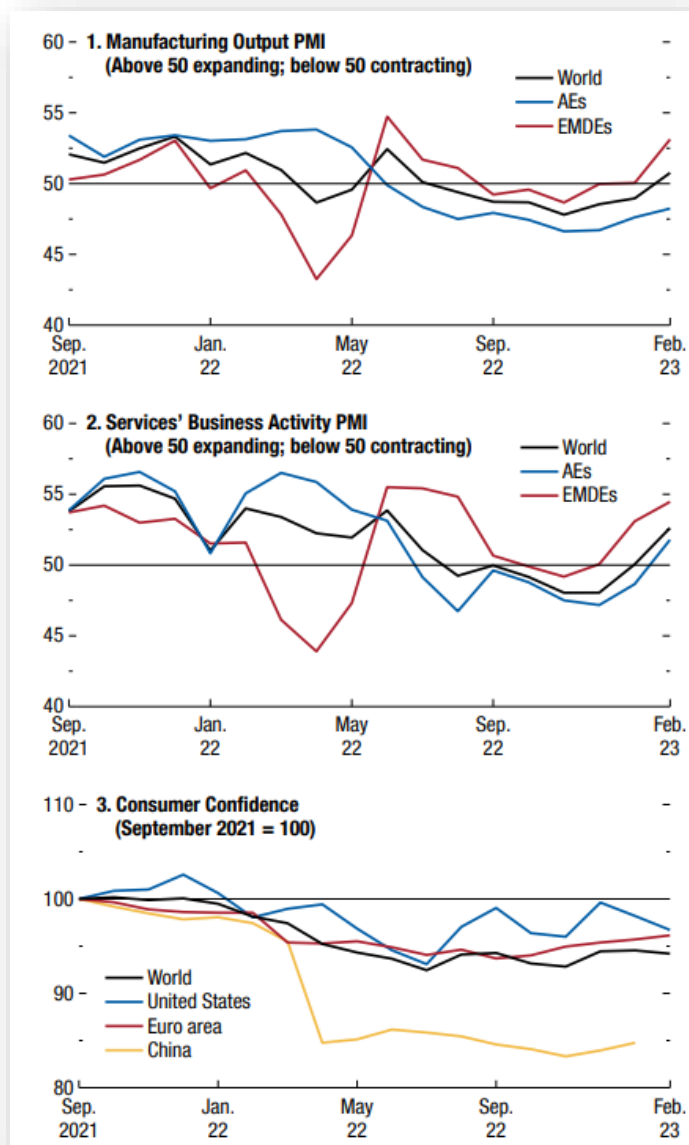 1. Manufacturing Output PMI
(Above 50 expanding; below 50 contracting)
World
AEs
EMDEs
60
55
50
45
40
Sep.
2021
Jan.
22
May
22
Sep.
22
Feb.
23
2. Services’ Business Activity PMI
(Above 50 expanding; below 50 contracting)
World
AEs
EMDEs
60
55
50
45
40
Sep.
2021
Jan.
22
May
22
Sep.
22
Feb.
23
3. Consumer Confidence
(September 2021 = 100)
110
100
90
80
World
United States
Euro area
China
Sep.
2021
Jan.
22
May
22
Sep.
22
Feb.
23